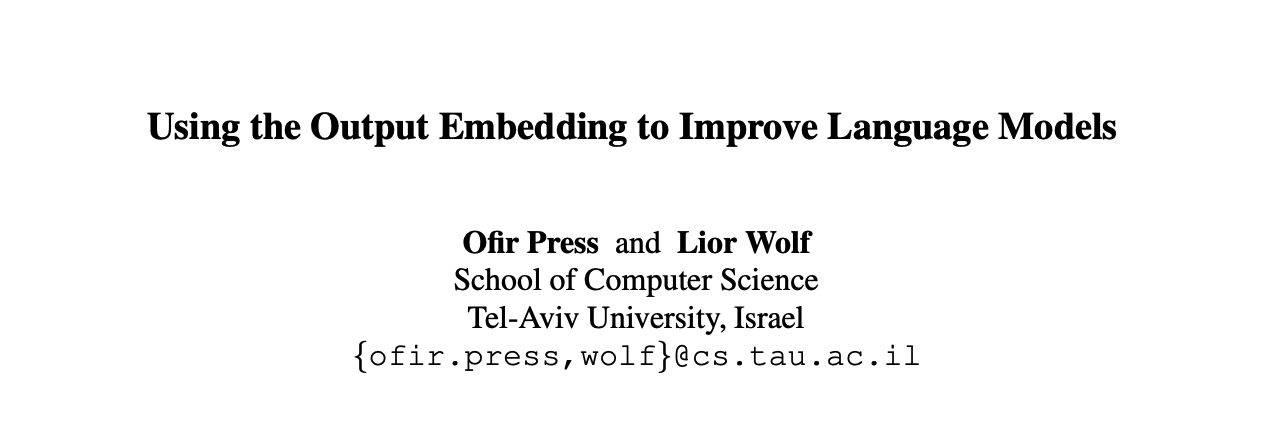 Using the Output Embedding to Improve Language Models
Ofir Press and Lior Wolf
School of Computer Science
Tel-Aviv University, Israel
{ofir.press,wolf}@cs.tau.ac.il